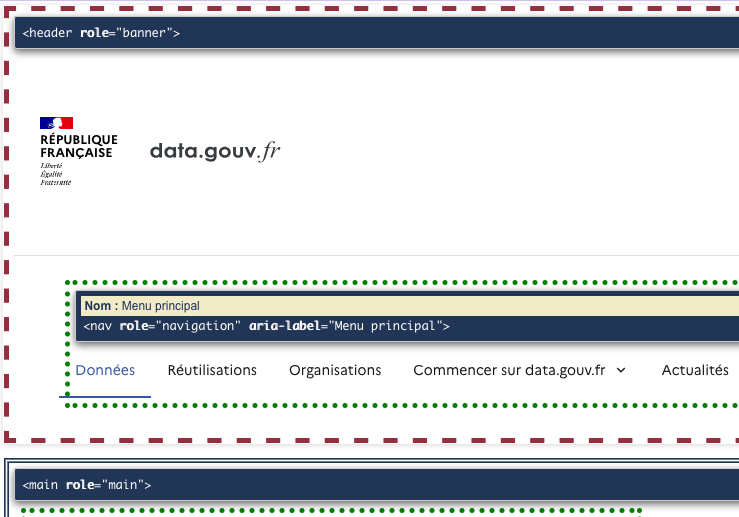 <header role="banner">
RÉPUBLIQUE
FRANÇAISE
Liberté
Égalité
Fraternité
data.gouv.fr
Nom : Menu principal
<nav role="navigation" aria-label="Menu principal">
Données Réutilisations Organisations Commencer sur data.gouv.fr Actualités
<main role="main">